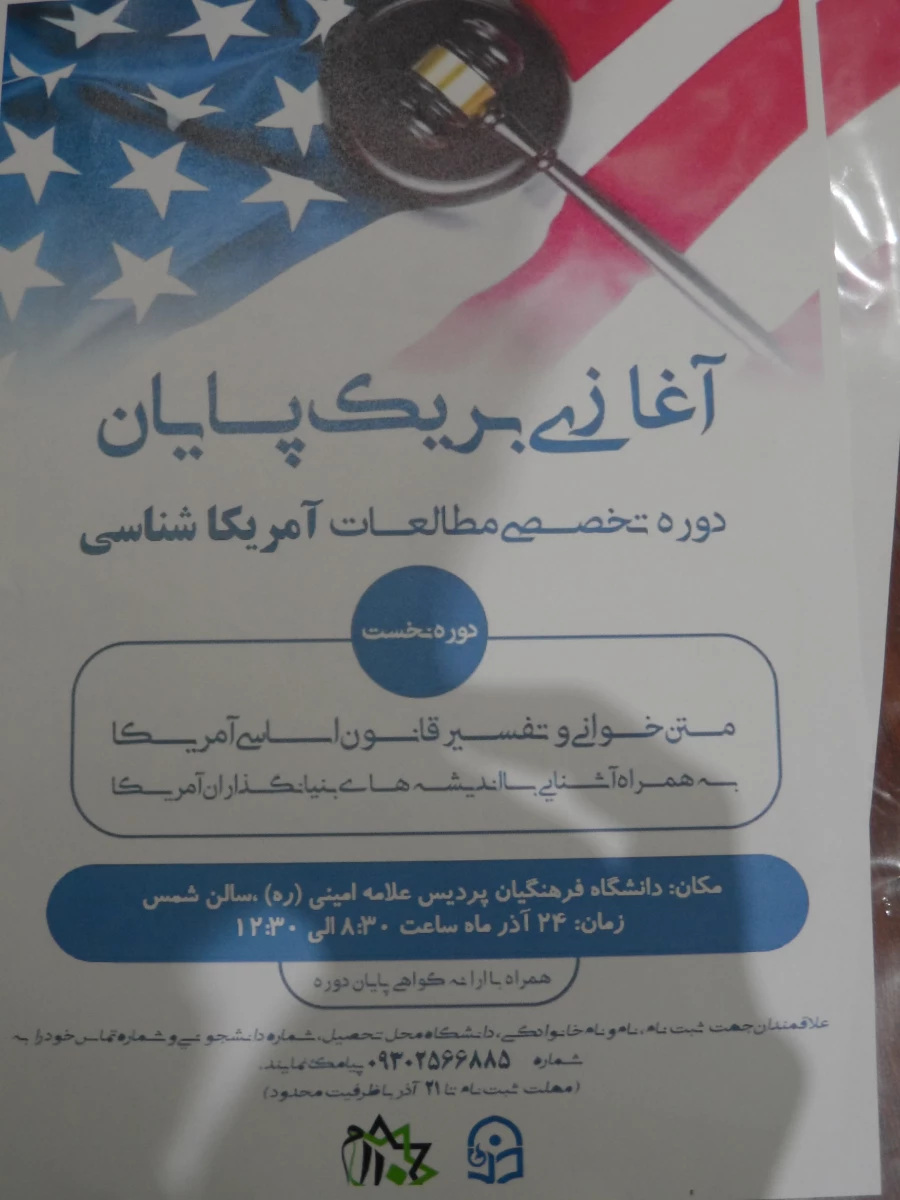 آغازی بر یک پایان
دوره تخصصی مطالعات آمریکا شناسی
دوره نخست
متن خوانی و تفسیر قانون اساسی آمریکا
به همراه آشنایی با اندیشه های بنیانگذاران آمریکا
مکان: دانشگاه فرهنگیان پردیس علامه امینی (ره) ،سالن شمس
زمان: ۲۴ آذر ماه ساعت ۸:۳۰ الی ۱۲:۳۰
همراه با ارائه گواهی پایان دوره
علاقمندان جهت ثبت نام، نام و نام خانوادگی، دانشگاه محل تحصیل، شماره دانشجویی و شماره تماس خود را به
شماره ۰۹۳۰۲۵۶۶۸۸۵ پیامک نمایند.
(مهلت ثبت نام تا ۲۱ آذر با ظرفیت محدود)